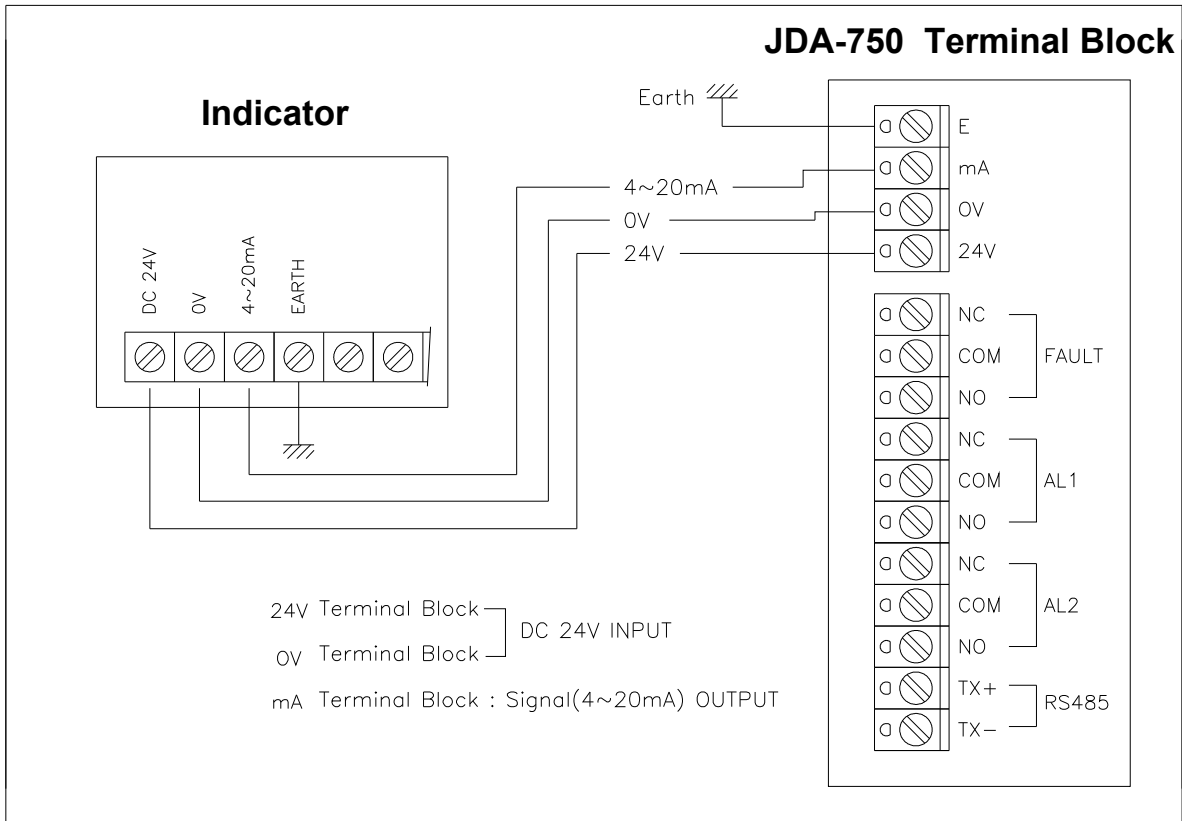 JDA-750 Terminal Block
Indicator
Earth
4~20mA
0V
24V
DC 24V
0V
4~20mA
EARTH
E
mA
0V
24V
NC
COM
NO
FAULT
NC
COM
NO
AL1
NC
COM
NO
AL2
TX+
TX-
RS485
24V Terminal Block
0V Terminal Block
DC 24V INPUT
mA Terminal Block : Signal(4~20mA) OUTPUT